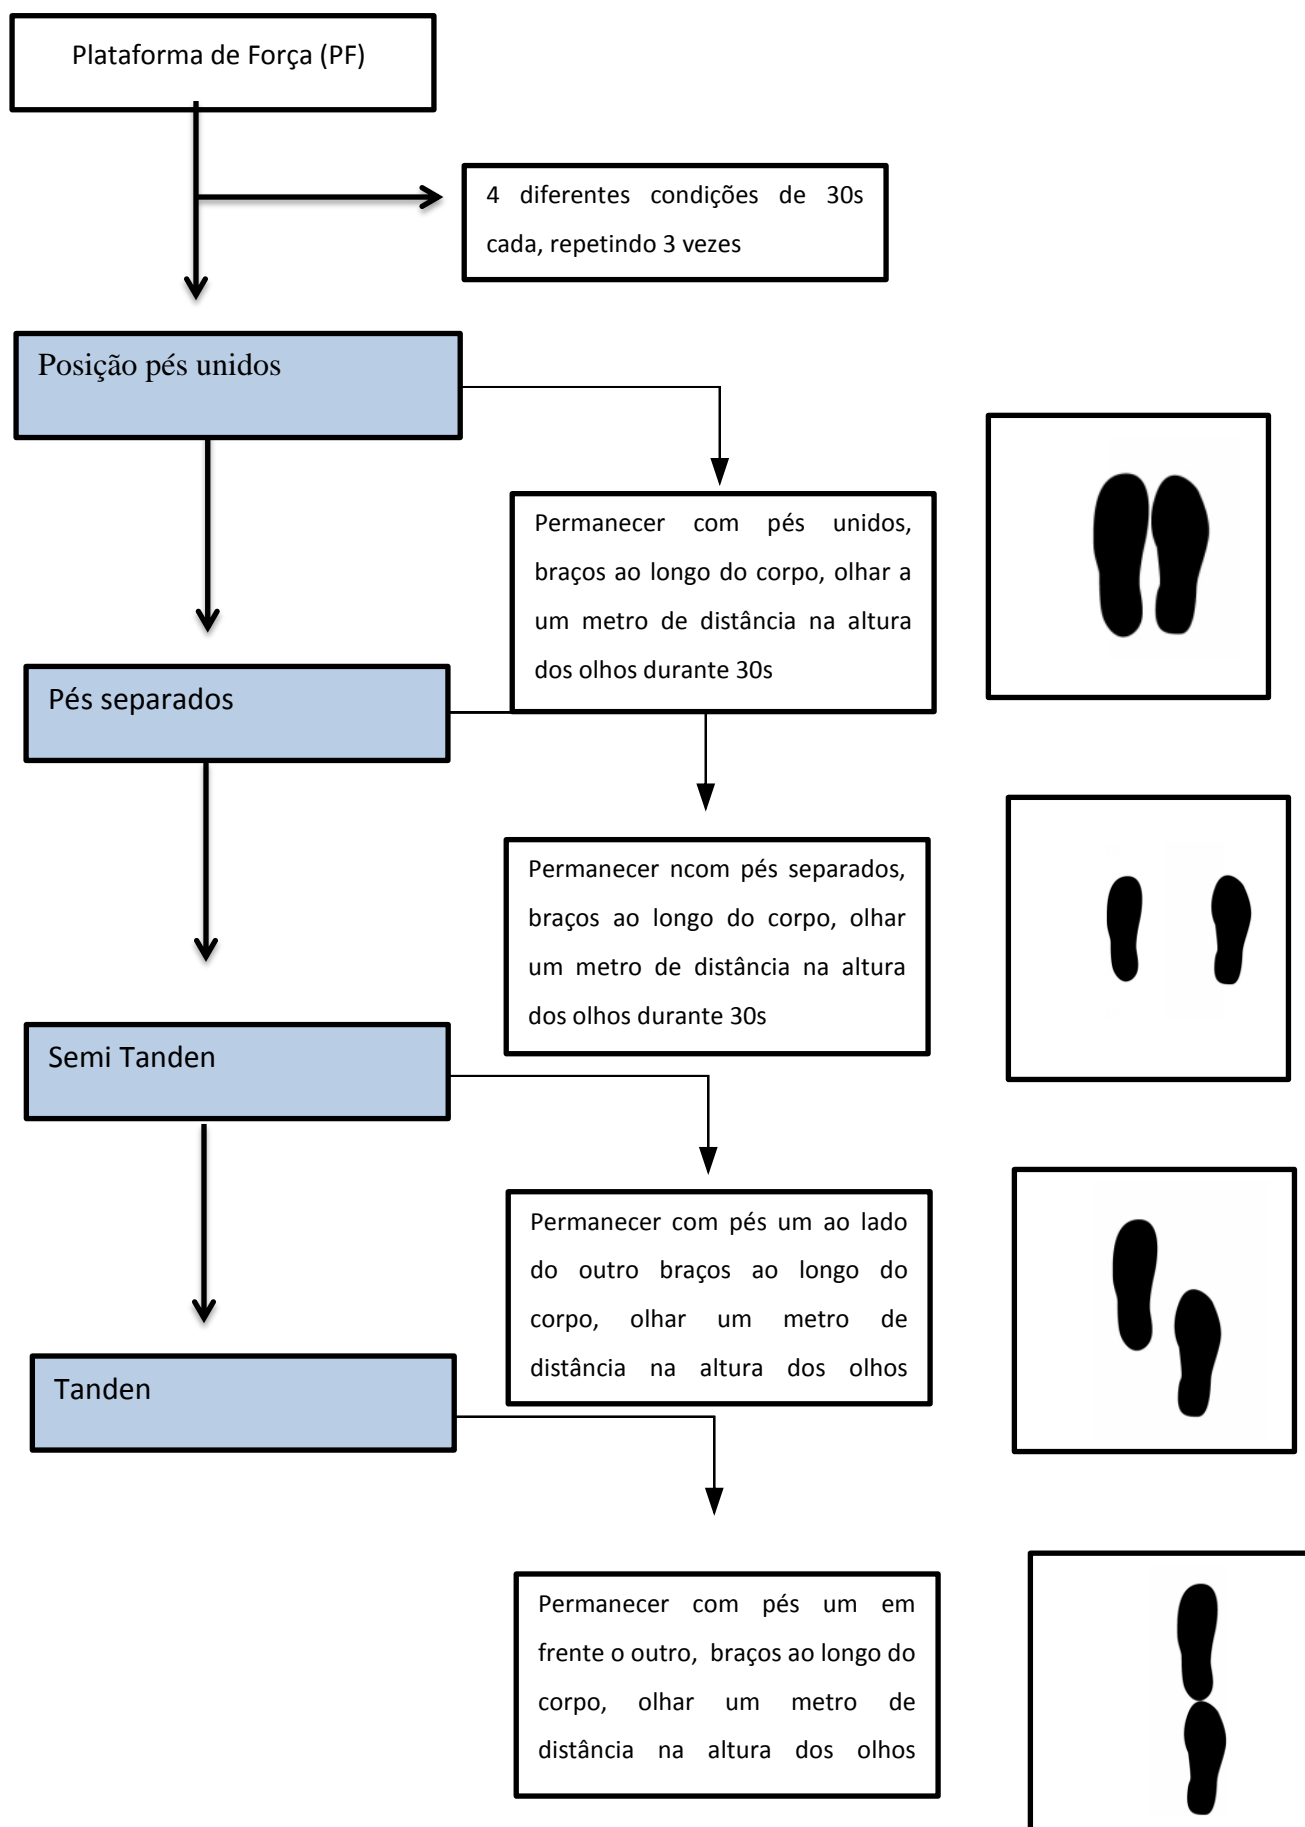 Plataforma de Força (PF)
4 diferentes condições de 30s
cada, repetindo 3 vezes
Posição pés unidos
Permanecer com pés unidos,
braços ao longo do corpo, olhar a
um metro de distância na altura
dos olhos durante 30s
Pés separados
Permanecer ncom pés separados,
braços ao longo do corpo, olhar
um metro de distância na altura
dos olhos durante 30s
Semi Tanden
Permanecer com pés um ao lado
do outro braços ao longo do
corpo, olhar um metro de
distância na altura dos olhos
Tanden
Permanecer com pés um em
frente o outro, braços ao longo do
corpo, olhar um metro de
distância na altura dos olhos